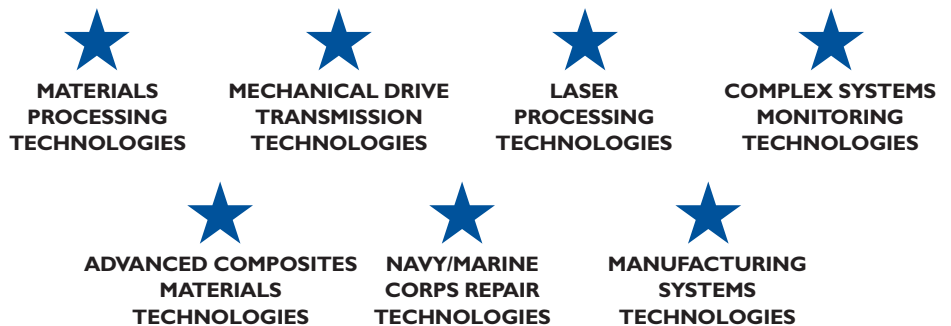 MATERIALS
PROCESSING
TECHNOLOGIES
MECHANICAL DRIVE
TRANSMISSION
TECHNOLOGIES
LASER
PROCESSING
TECHNOLOGIES
COMPLEX SYSTEMS
MONITORING
TECHNOLOGIES
ADVANCED COMPOSITES
MATERIALS
TECHNOLOGIES
NAVY/MARINE
CORPS REPAIR
TECHNOLOGIES
MANUFACTURING
SYSTEMS
TECHNOLOGIES